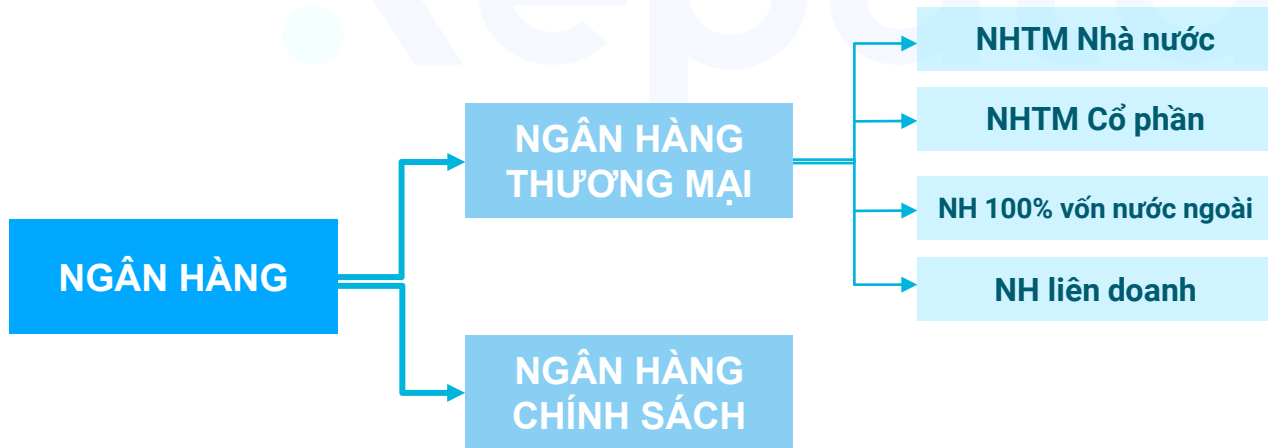 NHTM Nhà nước
NGÂN HÀNG
THƯƠNG MẠI
NHTM Cổ phần
NH 100% vốn nước ngoài
NGÂN HÀNG
NH liên doanh
NGÂN HÀNG
CHÍNH SÁCH